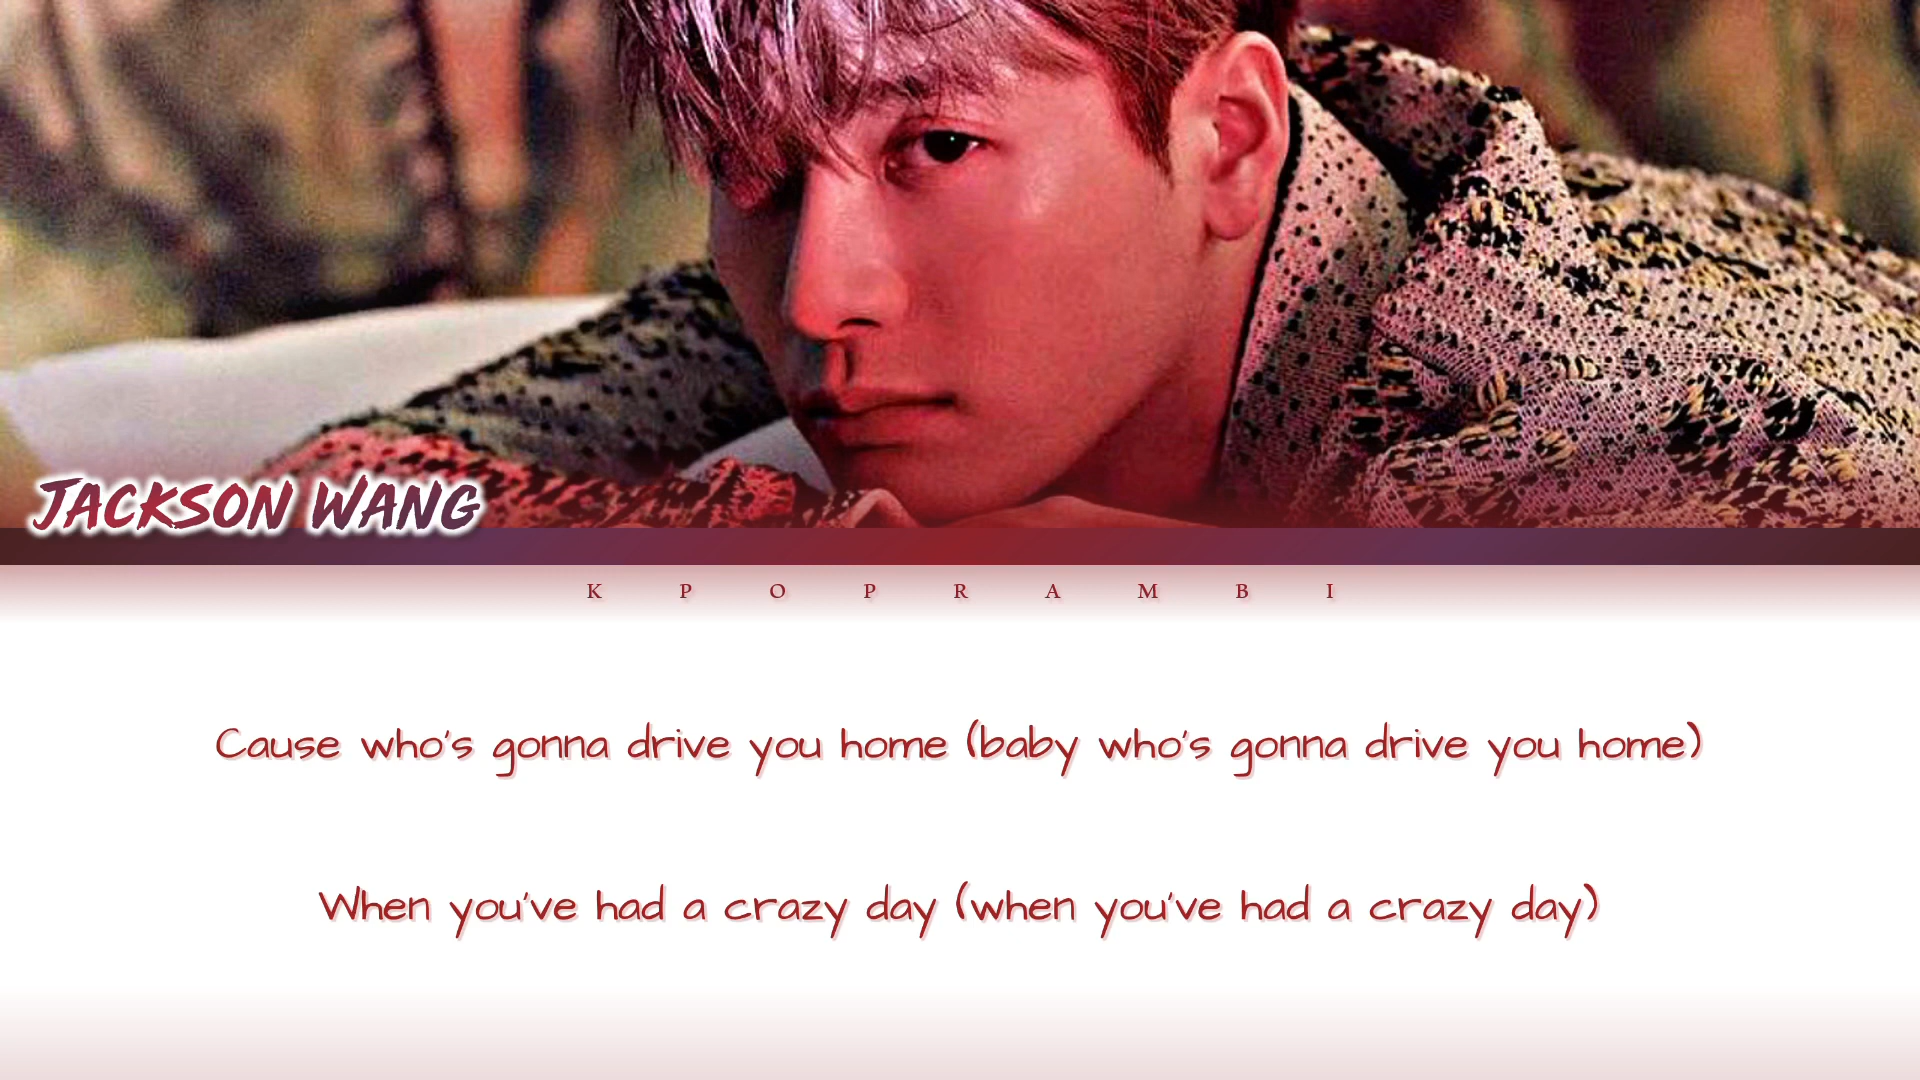 JACKSON WANG
KPOPRAMBI
Cause who's gonna drive you home (baby who's gonna drive you home)
When you've had a crazy day (when you've had a crazy day)